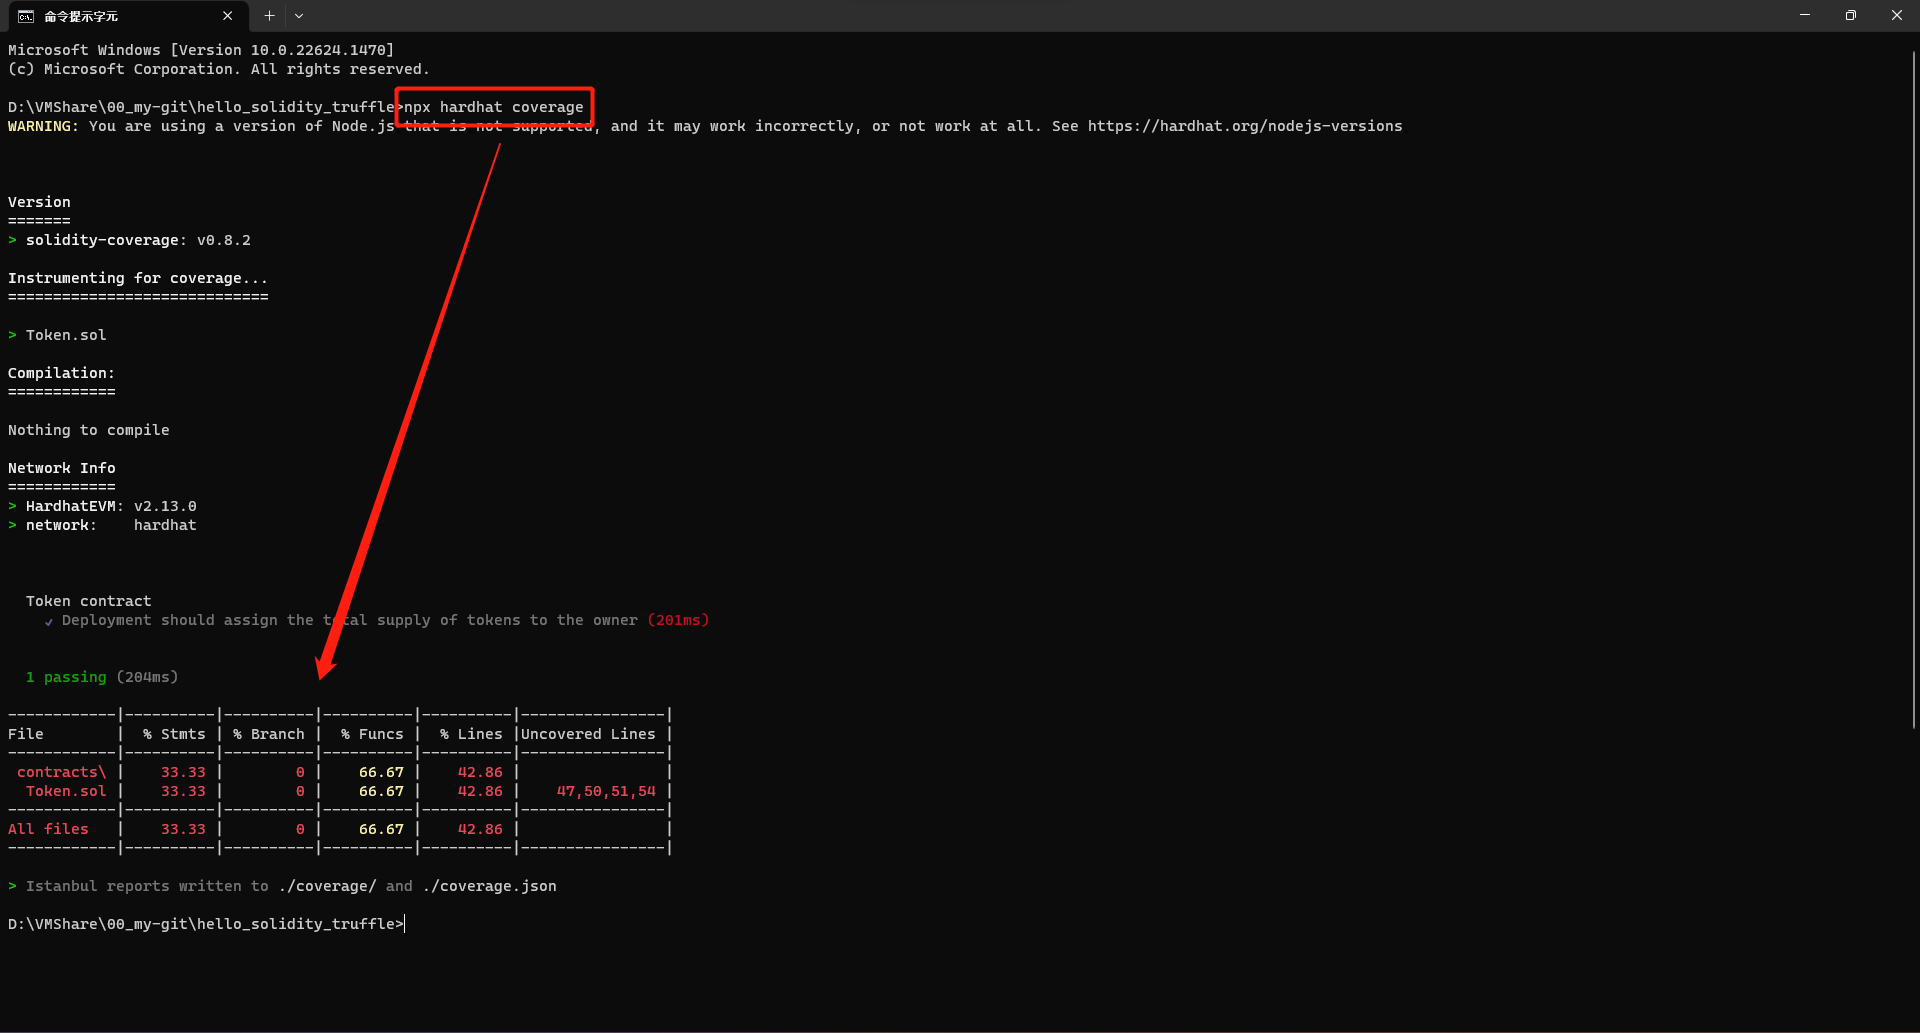 命令提示字元
Microsoft Windows [Version 10.0.22624.1470]
(c) Microsoft Corporation. All rights reserved.
D:\VMShare\00_my-git\hello_solidity_truffle>npx hardhat coverage
WARNING: You are using a version of Node.js that is not supported, and it may work incorrectly, or not work at all. See https://hardhat.org/nodejs-versions
Version
=======
> solidity-coverage: v0.8.2
Instrumenting for coverage...
=============================
> Token.sol
Compilation:
============
Nothing to compile
Network Info
============
> HardhatEVM: v2.13.0
> network:    hardhat
  Token contract
    ✓ Deployment should assign the total supply of tokens to the owner (201ms)
  1 passing (204ms)
------------|----------|----------|----------|----------|----------------|
File        |  % Stmts | % Branch |  % Funcs |  % Lines |Uncovered Lines |
------------|----------|----------|----------|----------|----------------|
 contracts\ |    33.33 |        0 |    66.67 |    42.86 |                |
  Token.sol |    33.33 |        0 |    66.67 |    42.86 |    47,50,51,54 |
------------|----------|----------|----------|----------|----------------|
All files   |    33.33 |        0 |    66.67 |    42.86 |                |
------------|----------|----------|----------|----------|----------------|
> Istanbul reports written to ./coverage/ and ./coverage.json
D:\VMShare\00_my-git\hello_solidity_truffle>